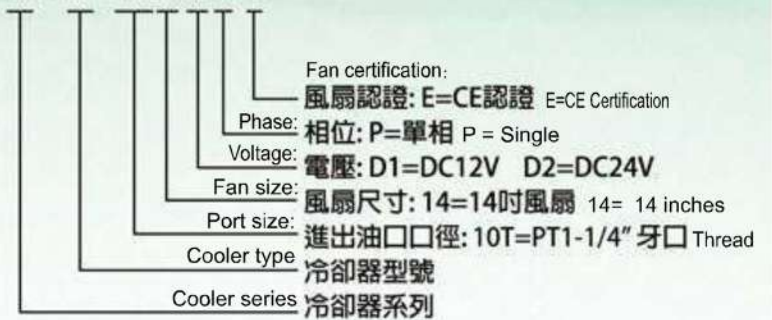 Fan certification:
風扇認證: E=CE認證 E=CE Certification
Phase: 相位: P=單相 P = Single
Voltage: 電壓: D1=DC12V D2=DC24V
Fan size: 風扇尺寸: 14=14吋風扇 14= 14 inches
Port size: 進出油口口徑: 10T=PT1-1/4" 牙口 Thread
Cooler type 冷卻器型號
Cooler series 冷卻器系列